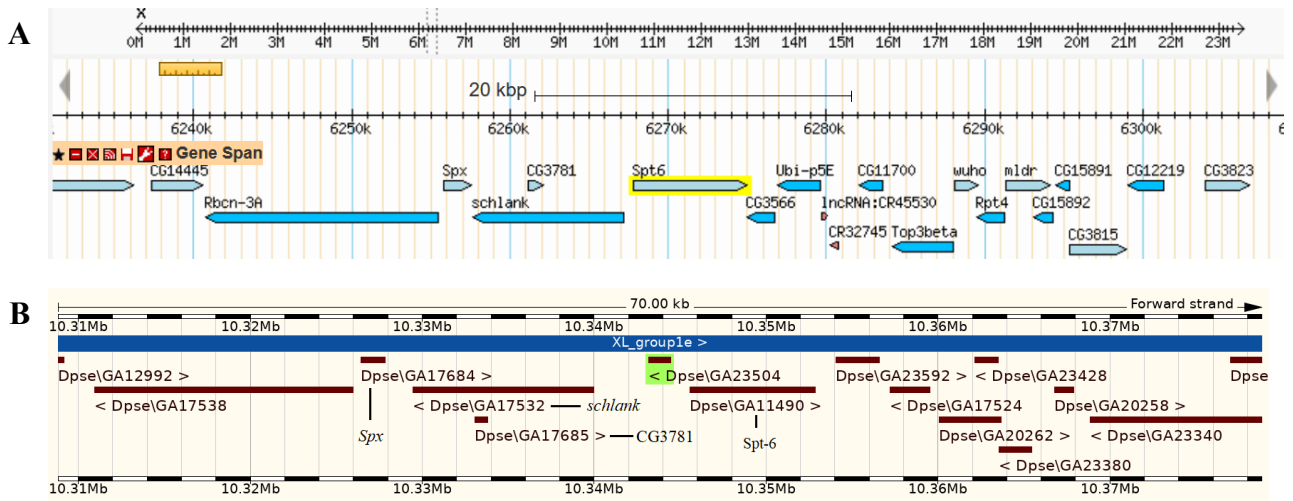 A
X
0M 1M 2M 3M 4M 5M 6M 7M 8M 9M 10M 11M 12M 13M 14M 15M 16M 17M 18M 19M 20M 21M 22M 23M
20 kbp
6240k 6250k 6260k 6270k 6280k 6290k 6300k 6
Gene Span
CG14445 Spx CG3781 Spt6 Ubi-p5E CG11700 wuho mldr CG15891 CG12219 CG3823
Rbcn-3A schlank CG3566 lncRNA:CR45530 Rpt4 CG15892
CR32745 Top3beta CG3815
B
70.00 kb Forward strand
10.31Mb 10.32Mb 10.33Mb 10.34Mb 10.35Mb 10.36Mb 10.37Mb
XL_group1e >
Dpse\GA12992 > Dpse\GA17684 > < Dpse\GA23504 Dpse\GA23592 > < Dpse\GA23428 Dpse
< Dpse\GA17538 < Dpse\GA17532 schlank Dpse\GA11490 > < Dpse\GA17524 Dpse\GA20258 >
Spx Dpse\GA17685 > CG3781 Spt-6 Dpse\GA20262 > < Dpse\GA23340
< Dpse\GA23380
10.31Mb 10.32Mb 10.33Mb 10.34Mb 10.35Mb 10.36Mb 10.37Mb